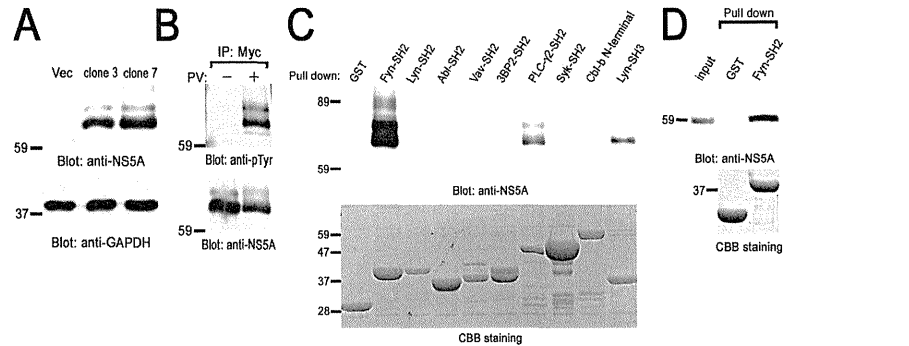 A
Vec clone 3 clone 7
59
Blot: anti-NS5A
37
Blot: anti-GAPDH
B
IP: Myc
PV: − +
59
Blot: anti-pTyr
59
Blot: anti-NS5A
C
Pull down: GST Fyn-SH2 Lyn-SH2 Abl-SH2 Vav-SH2 3BP2-SH2 PLC-γ2-SH2 Syk-SH2 Cbl-b N-terminal Lyn-SH3
89
59
Blot: anti-NS5A
59
47
37
28
CBB staining
D
Pull down
input GST Fyn-SH2
59
Blot: anti-NS5A
37
CBB staining